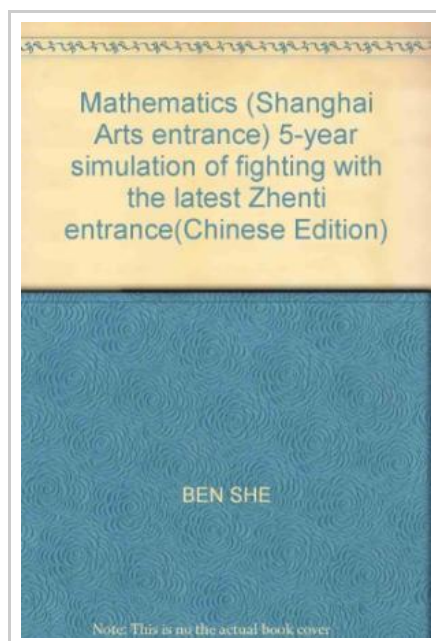 Mathematics (Shanghai
Arts entrance) 5-year
simulation of fighting with
the latest Zhenti
entrance(Chinese Edition)
BEN SHE
Note: This is no the actual book cover